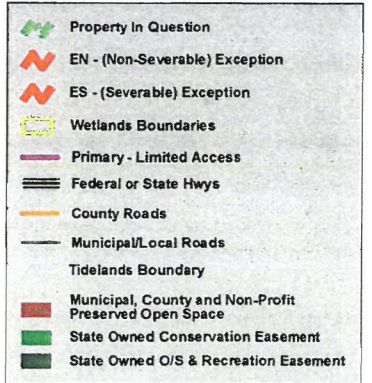 Property In Question
EN - (Non-Severable) Exception
ES - (Severable) Exception
Wetlands Boundaries
Primary - Limited Access
Federal or State Hwys
County Roads
Municipal/Local Roads
Tidelands Boundary
Municipal, County and Non-Profit
Preserved Open Space
State Owned Conservation Easement
State Owned O/S & Recreation Easement